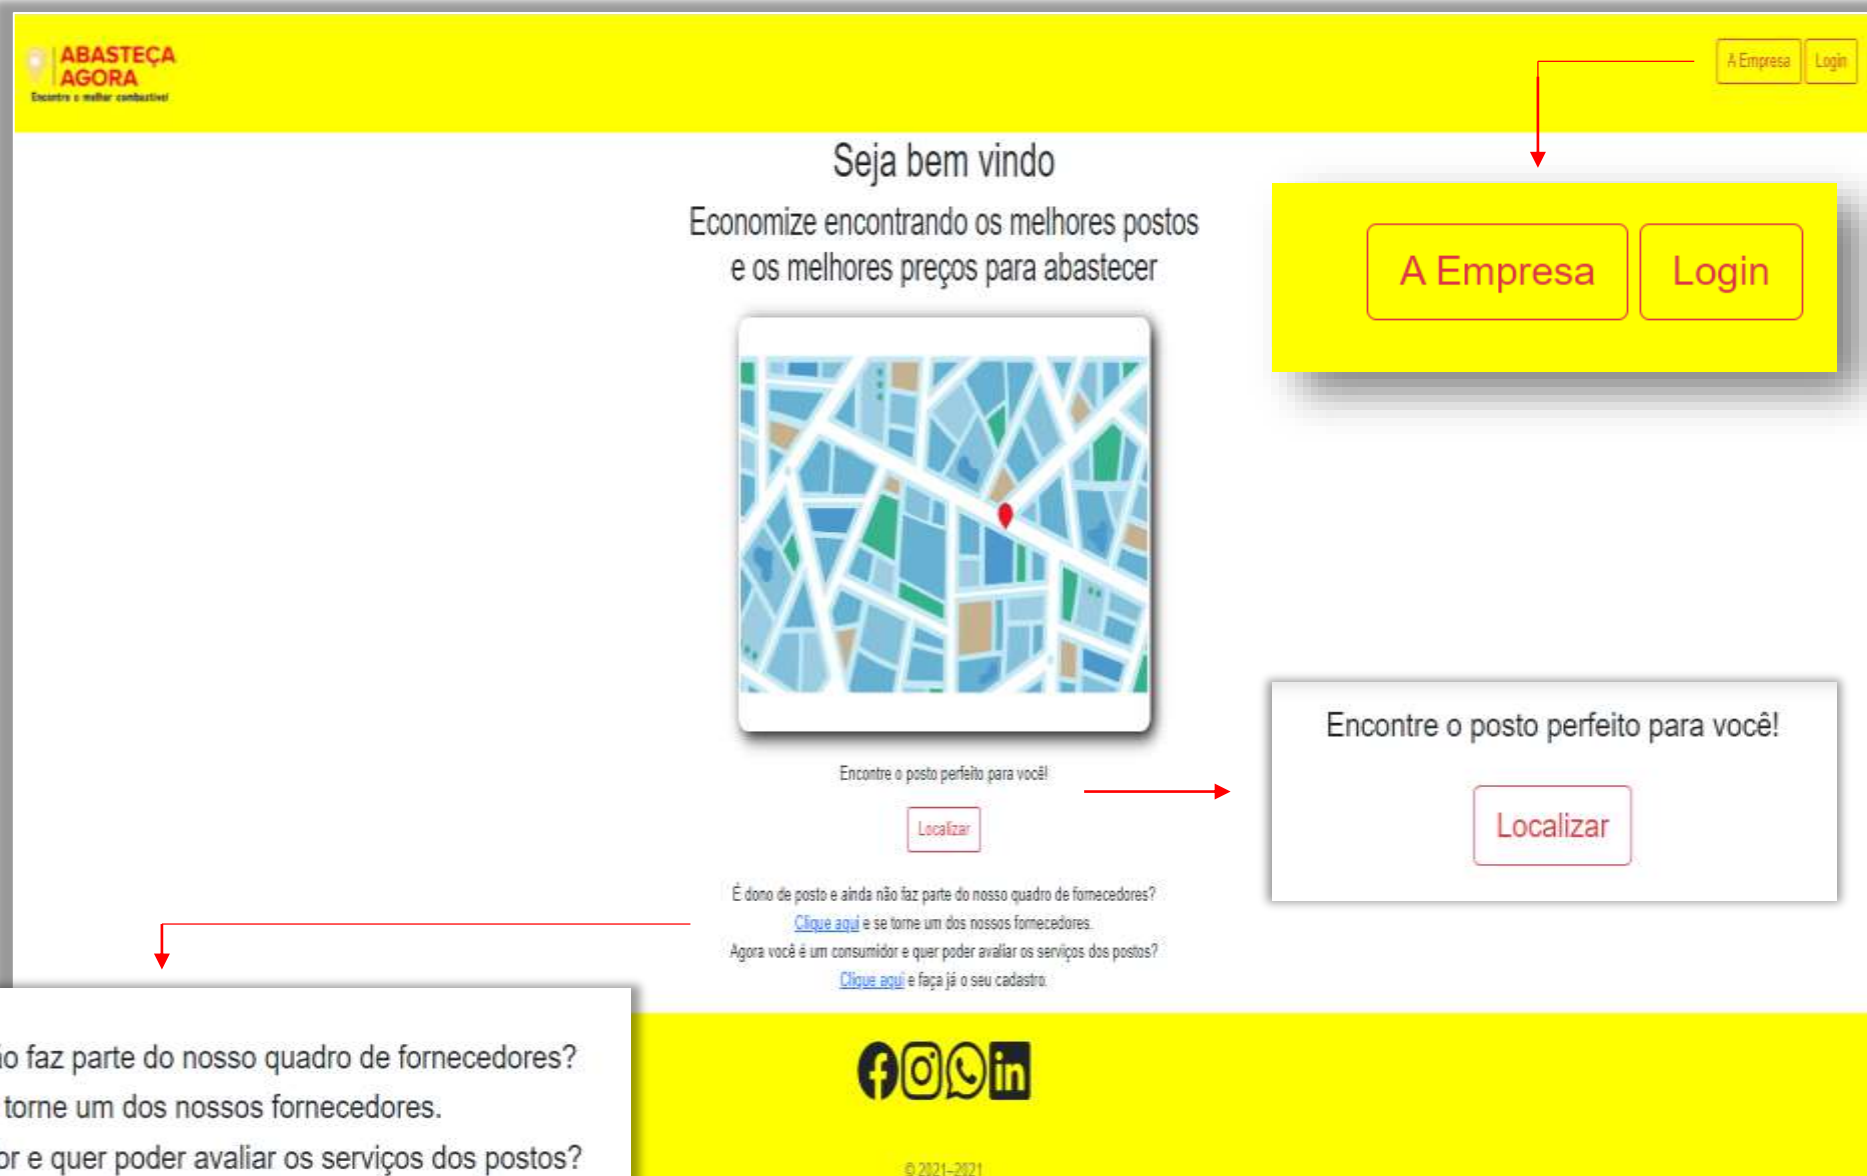 ABASTEÇA
AGORA
Encontre o melhor combustível
A Empresa Login
Seja bem vindo
Economize encontrando os melhores postos
e os melhores preços para abastecer
A Empresa Login
Encontre o posto perfeito para você!
Localizar
Encontre o posto perfeito para você!
Localizar
É dono de posto e ainda não faz parte do nosso quadro de fornecedores?
Clique aqui e se torne um dos nossos fornecedores.
Agora você é um consumidor e quer poder avaliar os serviços dos postos?
Clique aqui e faça já o seu cadastro.
faz parte do nosso quadro de fornecedores?
torne um dos nossos fornecedores.
e quer poder avaliar os serviços dos postos?
in
© 2021–2021